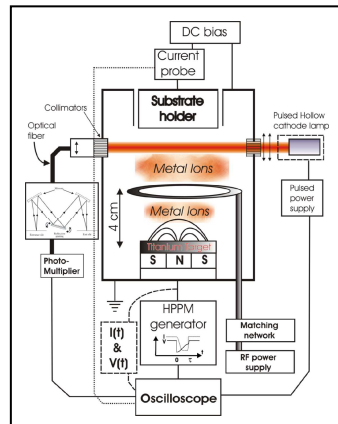 DC bias
Current
probe
Substrate
holder
Collimators
Optical
fiber
Pulsed Hollow
cathode lamp
Metal Ions
Metal Ions
4 cm
Titanium target
S N S
Pulsed
power
supply
Photo-
Multiplier
HPPM
generator
t
0 τ
I(t)
&
V(t)
Matching
network
RF power
supply
Oscilloscope